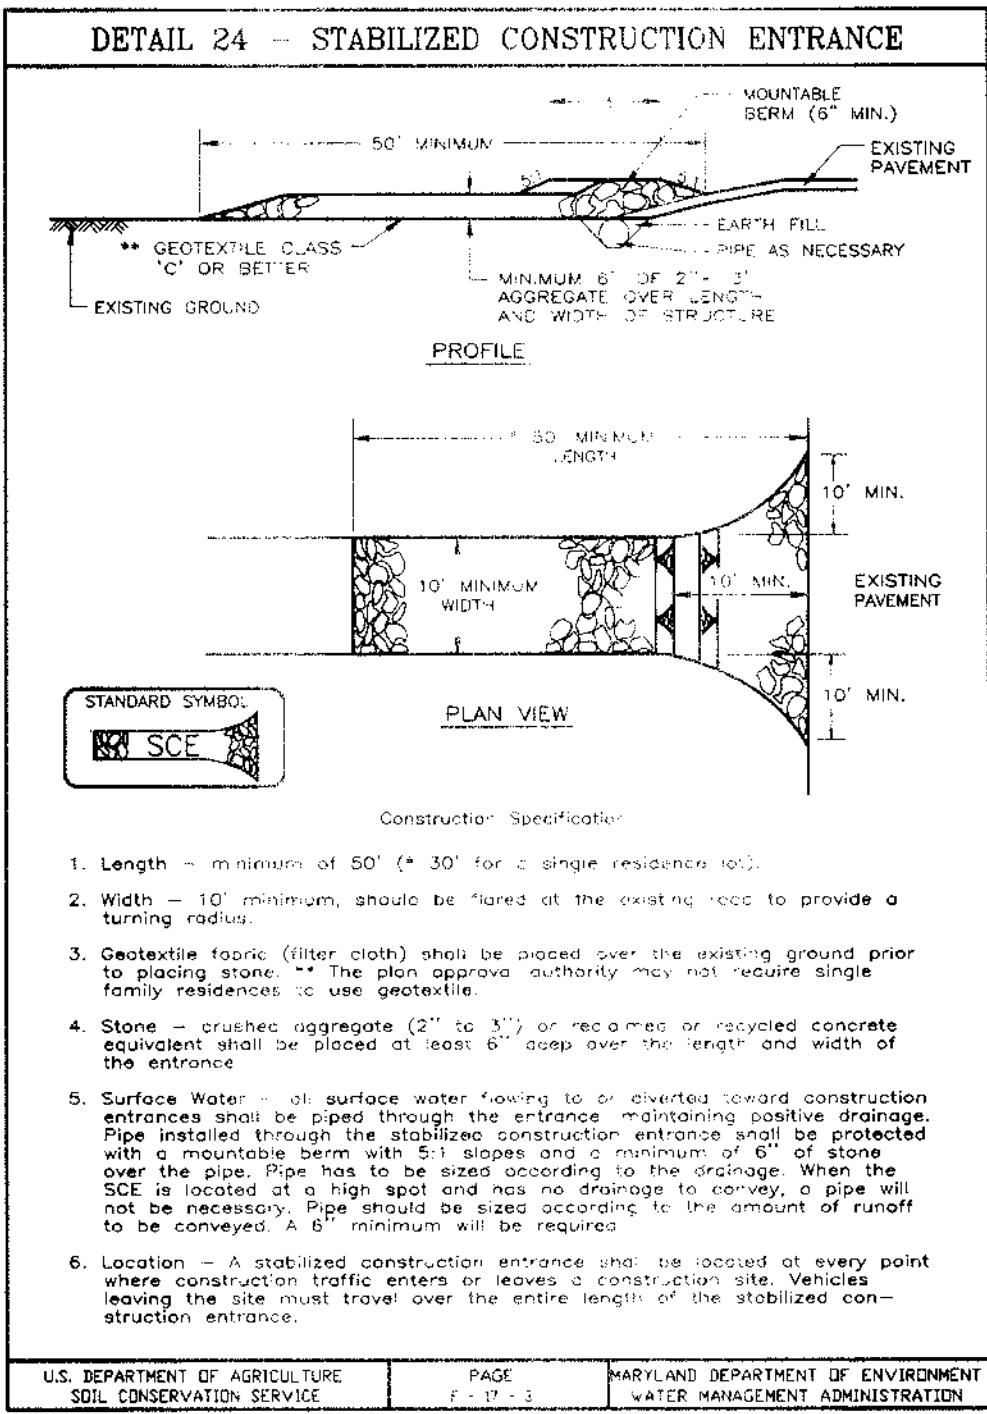 DETAIL 24 – STABILIZED CONSTRUCTION ENTRANCE
MOUNTABLE
BERM (6" MIN.)
50' MINIMUM
EXISTING
PAVEMENT
EARTH FILL
** GEOTEXTILE CLASS
'C' OR BETTER
PIPE AS NECESSARY
MINIMUM 6" OF 2" - 3"
AGGREGATE OVER LENGTH
AND WIDTH OF STRUCTURE
EXISTING GROUND
PROFILE
* 50' MINIMUM
LENGTH
10' MIN.
10' MINIMUM
WIDTH
10' MIN.
EXISTING
PAVEMENT
10' MIN.
STANDARD SYMBOL
SCE
PLAN VIEW
Construction Specification
1. Length – minimum of 50' (* 30' for a single residence lot).
2. Width – 10' minimum, should be flared at the existing road to provide a
turning radius.
3. Geotextile fabric (filter cloth) shall be placed over the existing ground prior
to placing stone. ** The plan approval authority may not require single
family residences to use geotextile.
4. Stone – crushed aggregate (2" to 3") or reclaimed or recycled concrete
equivalent shall be placed at least 6" deep over the length and width of
the entrance
5. Surface Water – all surface water flowing to or diverted toward construction
entrances shall be piped through the entrance maintaining positive drainage.
Pipe installed through the stabilized construction entrance shall be protected
with a mountable berm with 5:1 slopes and a minimum of 6" of stone
over the pipe. Pipe has to be sized according to the drainage. When the
SCE is located at a high spot and has no drainage to convey, a pipe will
not be necessary. Pipe should be sized according to the amount of runoff
to be conveyed. A 6" minimum will be required
6. Location – A stabilized construction entrance shall be located at every point
where construction traffic enters or leaves a construction site. Vehicles
leaving the site must travel over the entire length of the stabilized con–
struction entrance.
U.S. DEPARTMENT OF AGRICULTURE
SOIL CONSERVATION SERVICE
PAGE
F - 17 - 3
MARYLAND DEPARTMENT OF ENVIRONMENT
WATER MANAGEMENT ADMINISTRATION